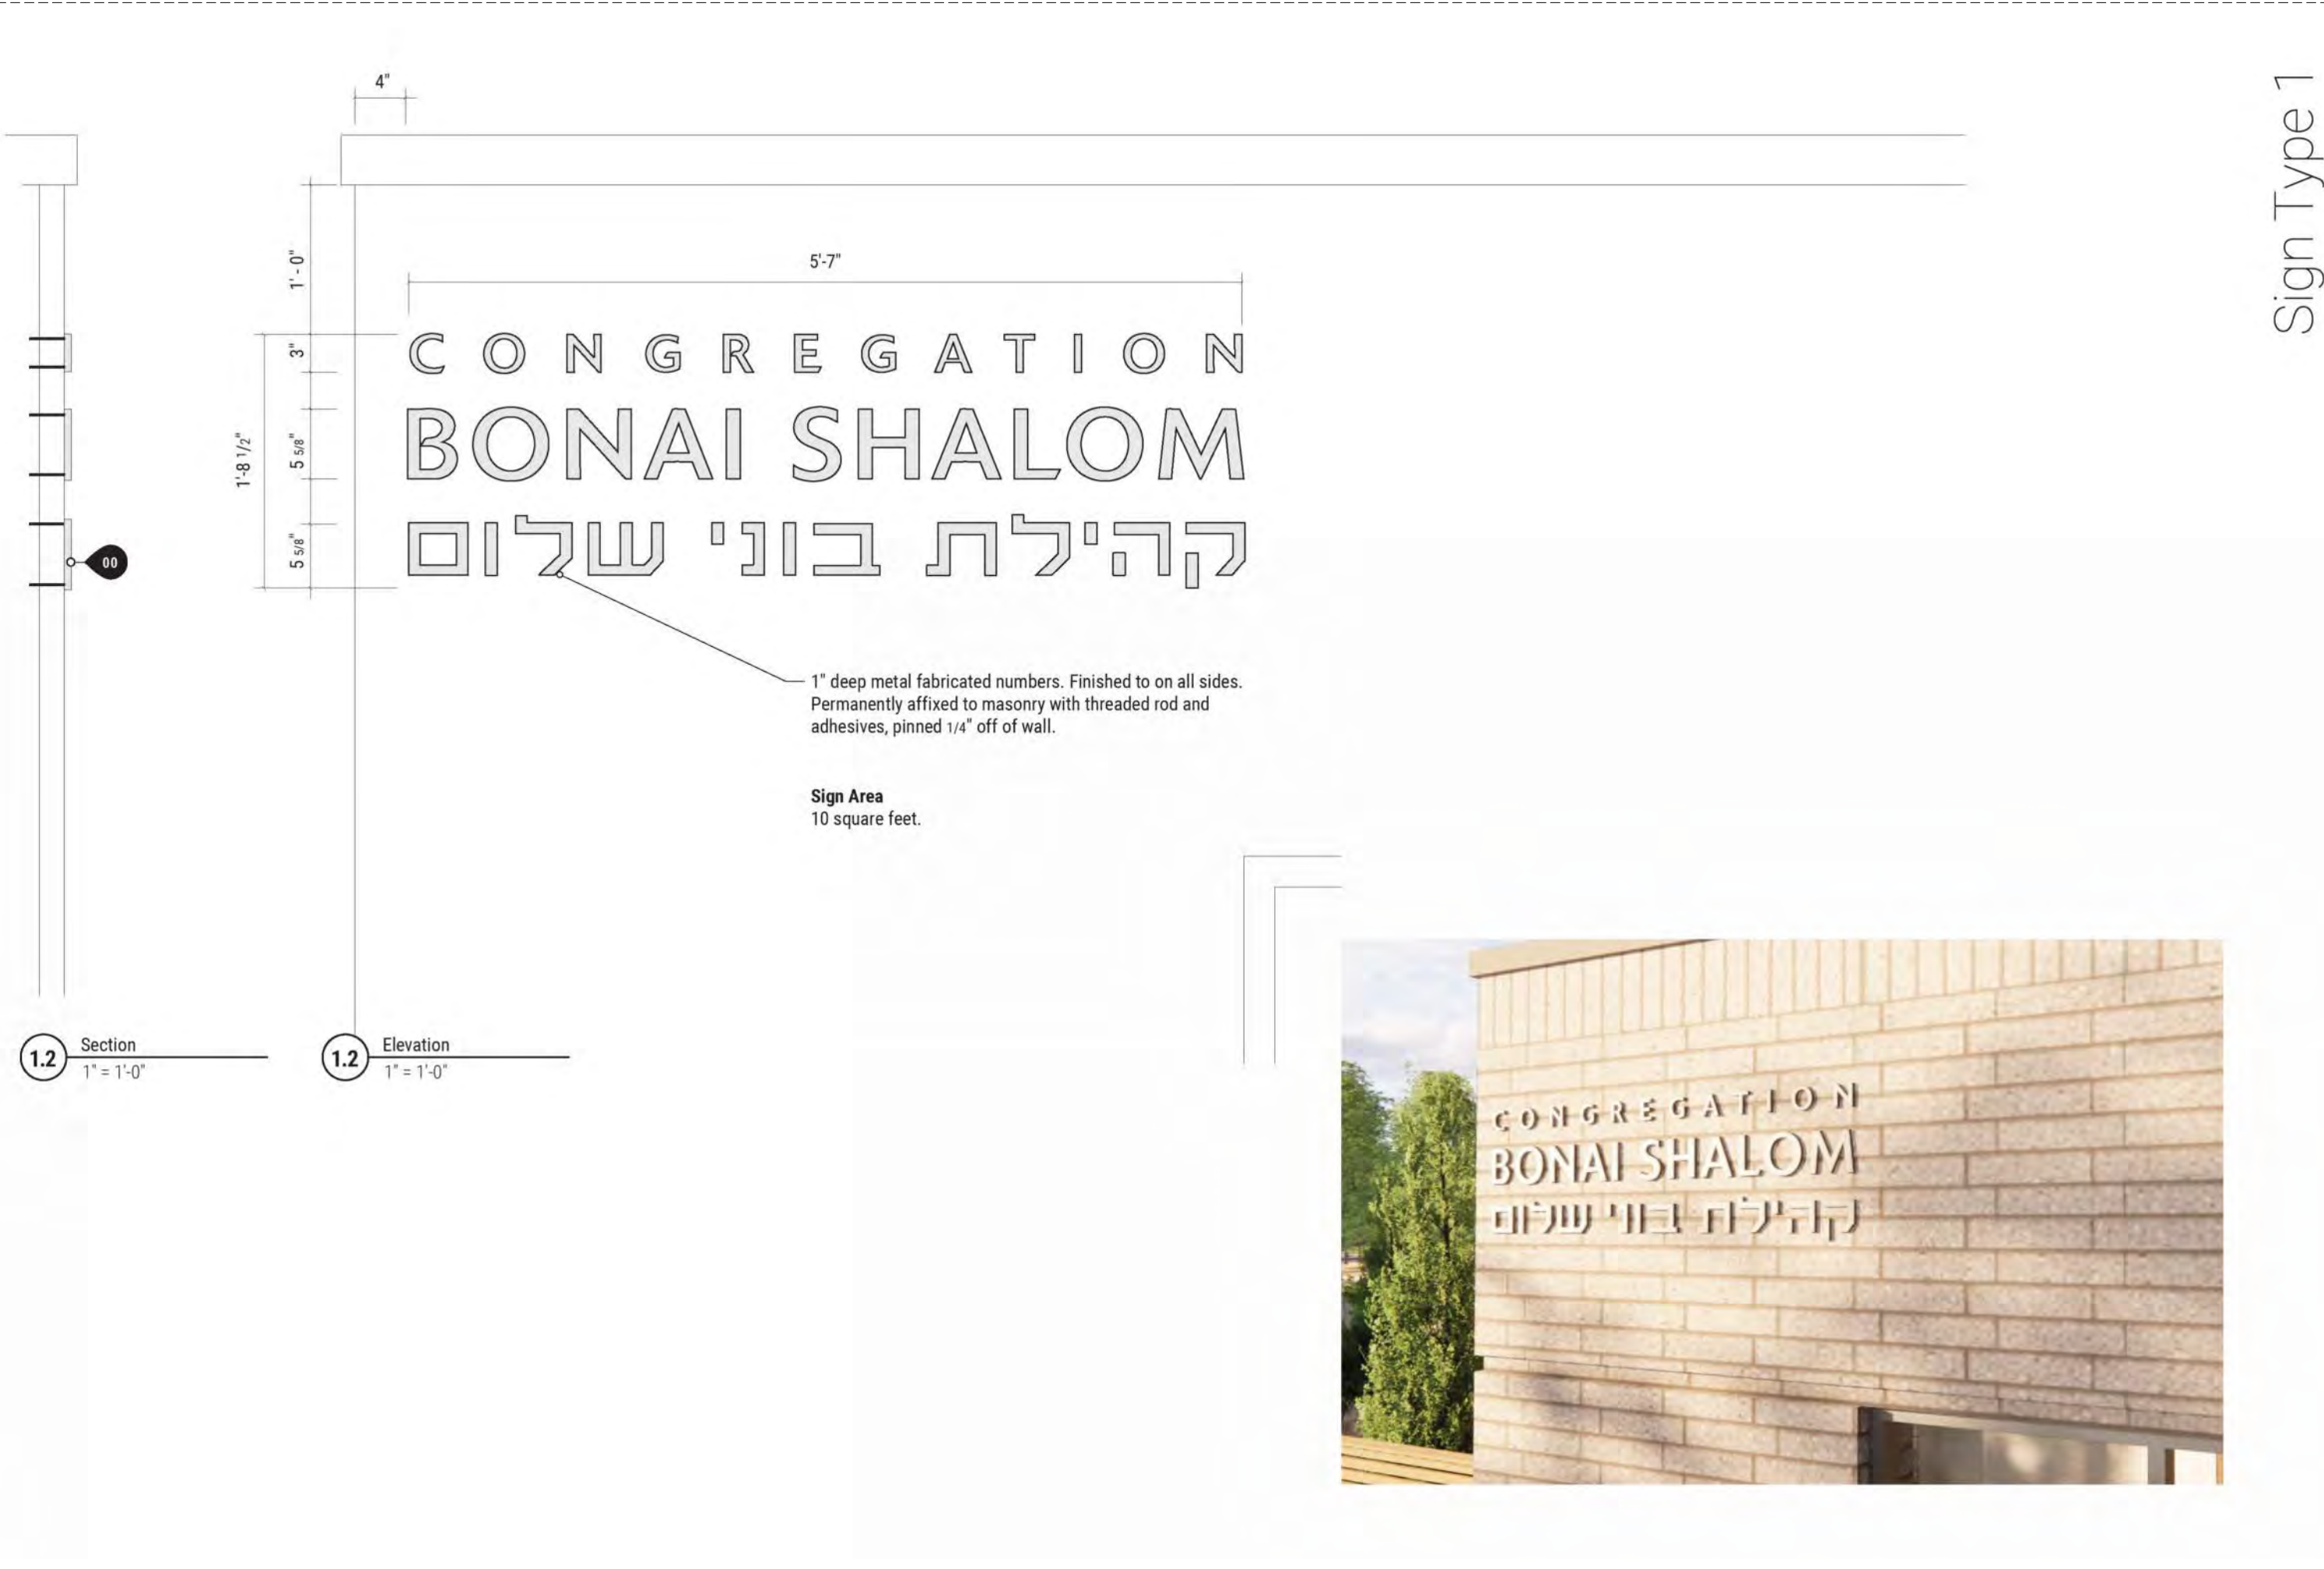 Sign Type 1
4"
1' - 0"
5'-7"
3"
1'-8 1/2"
5 5/8"
5 5/8"
CONGREGATION
BONAI SHALOM
קהילת בוני שלום
00
1" deep metal fabricated numbers. Finished to on all sides.
Permanently affixed to masonry with threaded rod and
adhesives, pinned 1/4" off of wall.
Sign Area
10 square feet.
1.2 Section
1" = 1'-0"
1.2 Elevation
1" = 1'-0"
CONGREGATION
BONAI SHALOM
קהילת בוני שלום